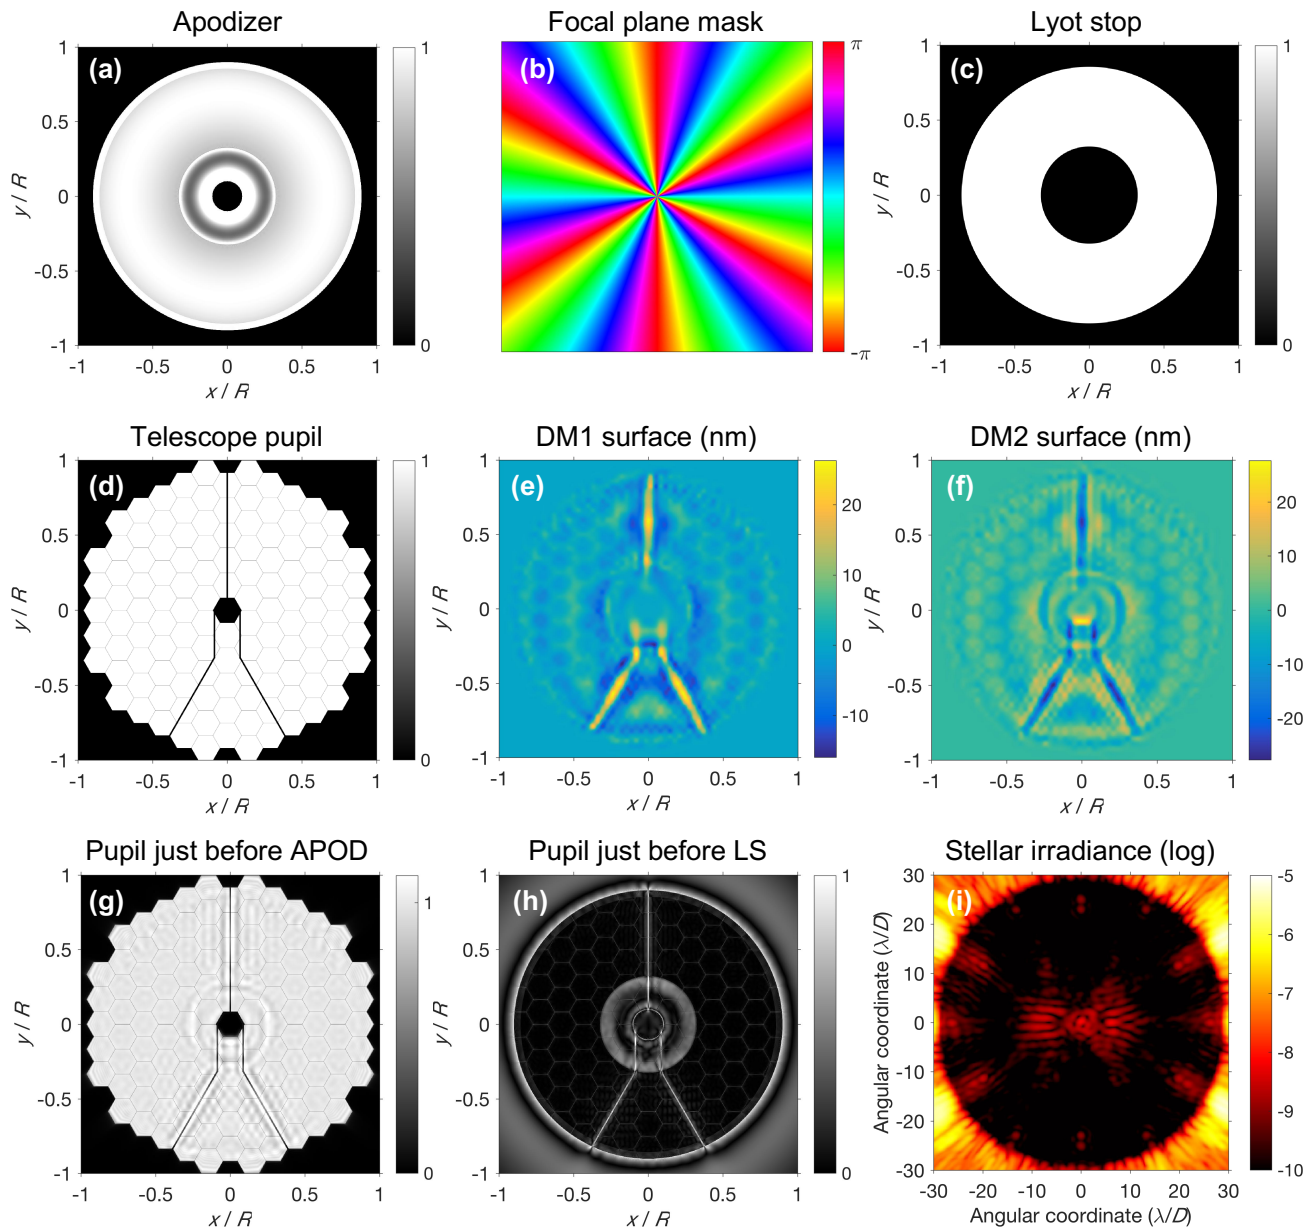 Apodizer
Focal plane mask
Lyot stop
(a)
(b)
(c)
1
0.5
0
-0.5
-1
y / R
-1 -0.5 0 0.5 1
x / R
1
0
π
-π
1
0.5
0
-0.5
-1
y / R
-1 -0.5 0 0.5 1
x / R
1
0
Telescope pupil
DM1 surface (nm)
DM2 surface (nm)
(d)
(e)
(f)
1
0.5
0
-0.5
-1
y / R
-1 -0.5 0 0.5 1
x / R
1
0
1
0.5
0
-0.5
-1
y / R
-1 -0.5 0 0.5 1
x / R
20
10
0
-10
1
0.5
0
-0.5
-1
y / R
-1 -0.5 0 0.5 1
x / R
20
10
0
-10
-20
Pupil just before APOD
Pupil just before LS
Stellar irradiance (log)
(g)
(h)
(i)
1
0.5
0
-0.5
-1
y / R
-1 -0.5 0 0.5 1
x / R
1
0
1
0.5
0
-0.5
-1
y / R
-1 -0.5 0 0.5 1
x / R
1
0
30
20
10
0
-10
-20
-30
Angular coordinate (λ/D)
-30 -20 -10 0 10 20 30
Angular coordinate (λ/D)
-5
-6
-7
-8
-9
-10